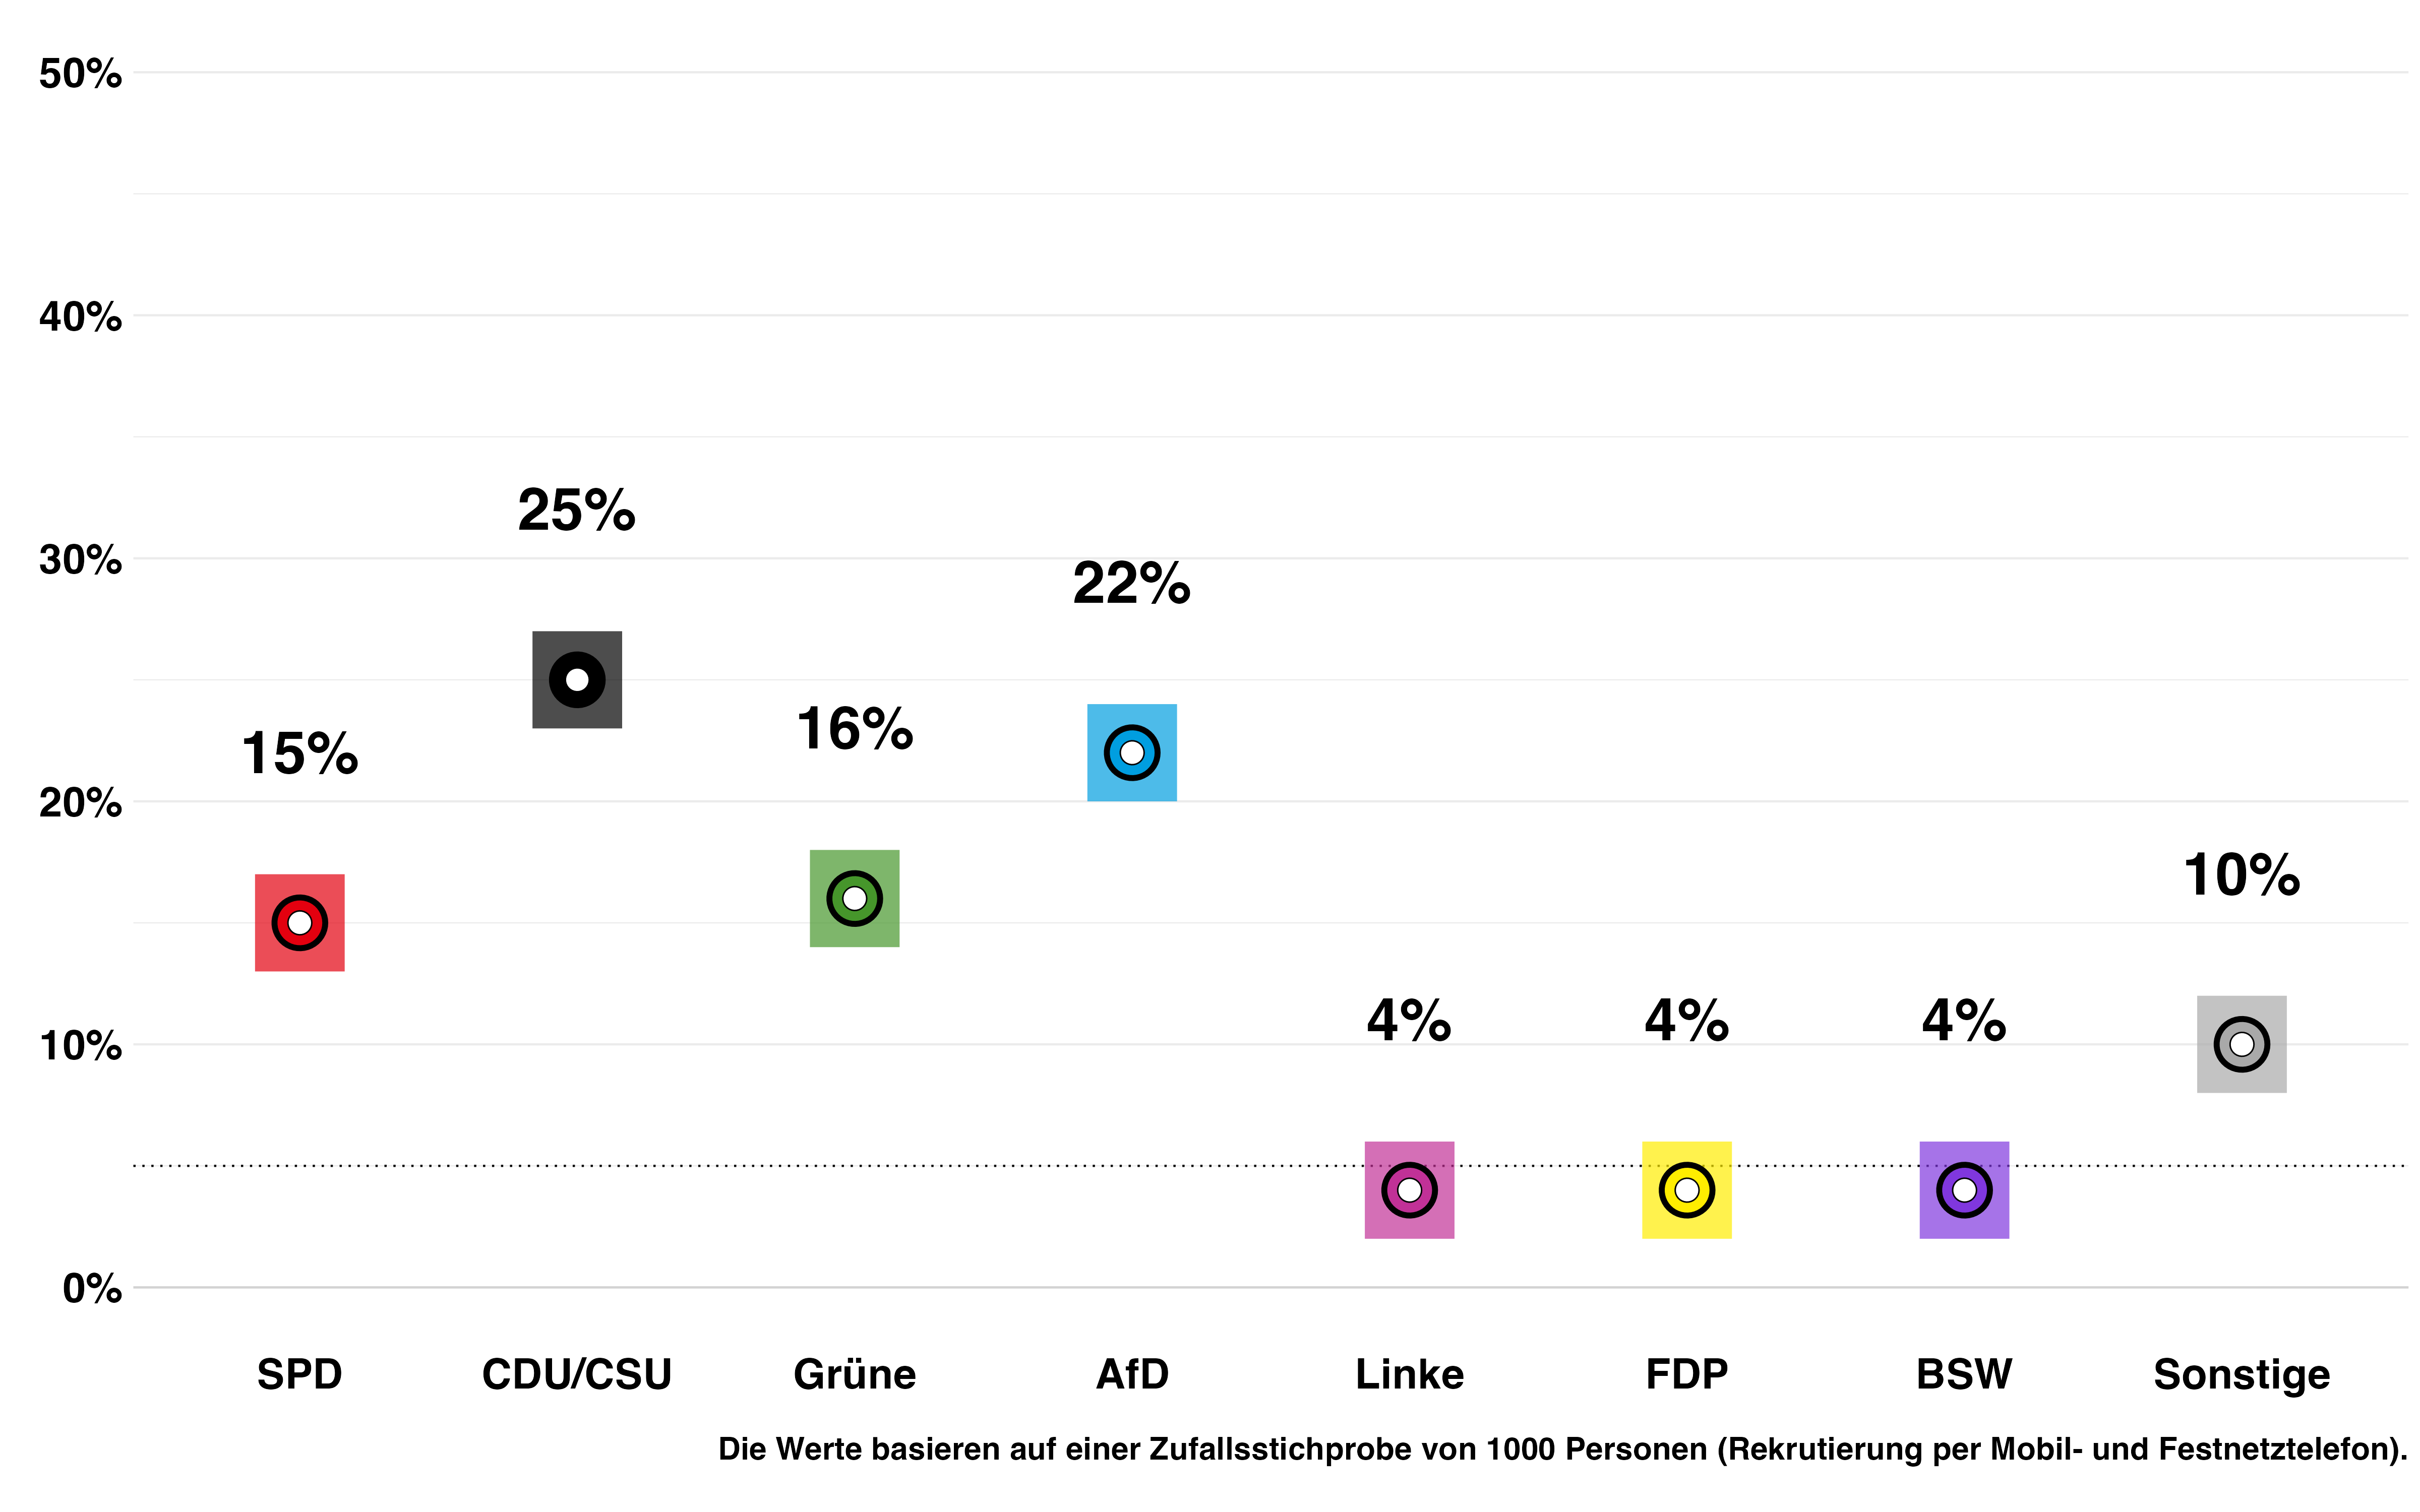 50%
40%
30%
20%
10%
0%
15%
25%
16%
22%
4%
4%
4%
10%
SPD
CDU/CSU
Grüne
AfD
Linke
FDP
BSW
Sonstige
Die Werte basieren auf einer Zufallsstichprobe von 1000 Personen (Rekrutierung per Mobil- und Festnetztelefon).